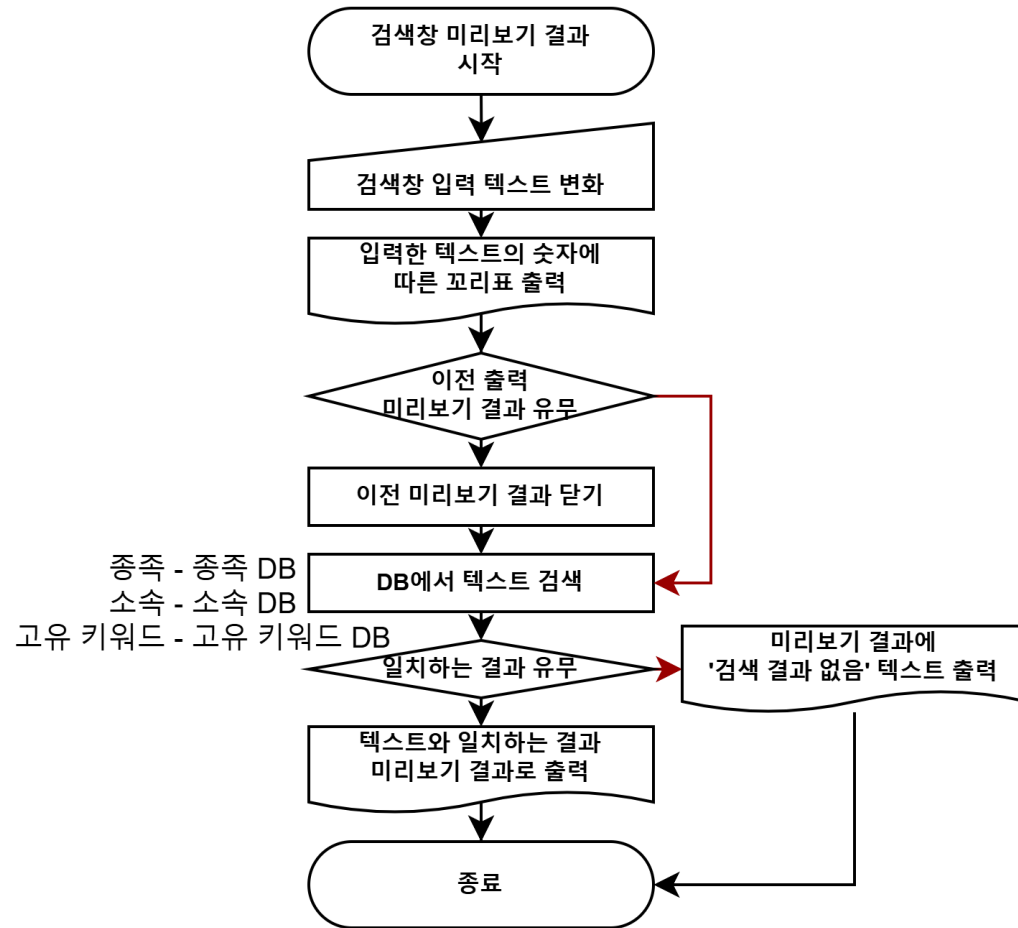 검색창 미리보기 결과
시작
검색창 입력 텍스트 변화
입력한 텍스트의 숫자에
따른 꼬리표 출력
이전 출력
미리보기 결과 유무
이전 미리보기 결과 닫기
종족 - 종족 DB
소속 - 소속 DB
고유 키워드 - 고유 키워드 DB
DB에서 텍스트 검색
일치하는 결과 유무
미리보기 결과에
'검색 결과 없음' 텍스트 출력
텍스트와 일치하는 결과
미리보기 결과로 출력
종료